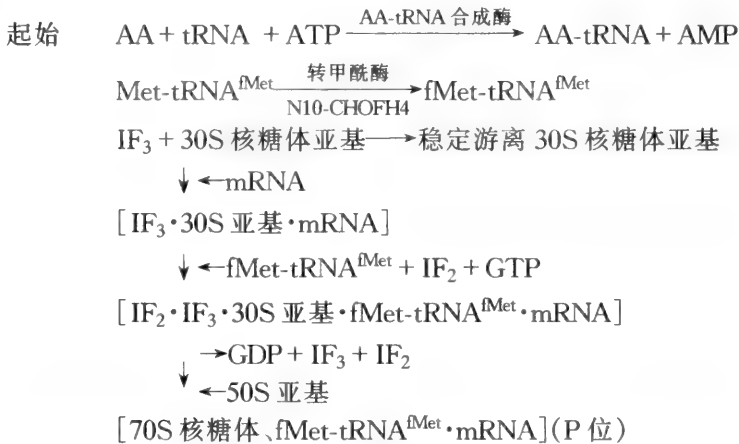 起始 AA + tRNA + ATP —AA-tRNA 合成酶→ AA-tRNA + AMP
Met-tRNA^fMet —转甲酰酶 / N10-CHOFH4→ fMet-tRNA^fMet
IF₃ + 30S 核糖体亚基 → 稳定游离 30S 核糖体亚基
↓ ←mRNA
[IF₃·30S 亚基·mRNA]
↓ ←fMet-tRNA^fMet + IF₂ + GTP
[IF₂·IF₃·30S 亚基·fMet-tRNA^fMet·mRNA]
→GDP + IF₃ + IF₂
↓ ←50S 亚基
[70S 核糖体、fMet-tRNA^fMet·mRNA](P 位)